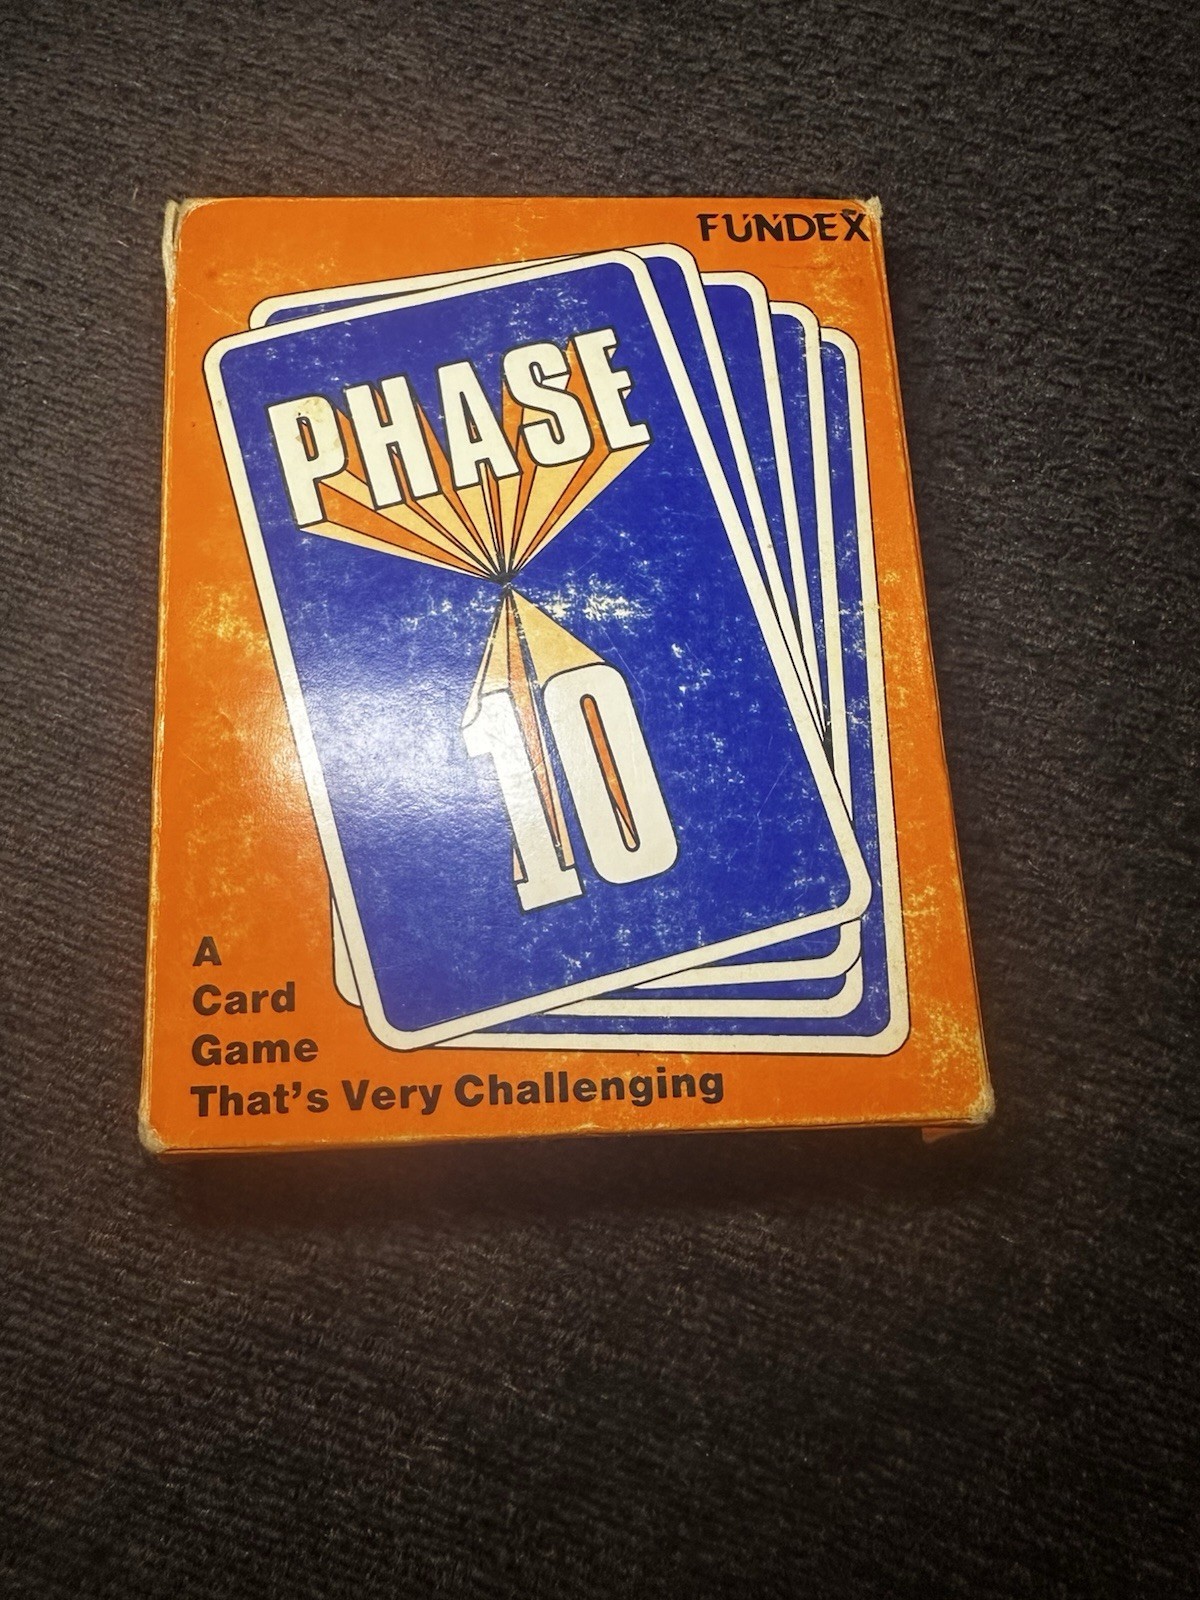 FUNDEX
PHASE
10
A
Card
Game
That's Very Challenging